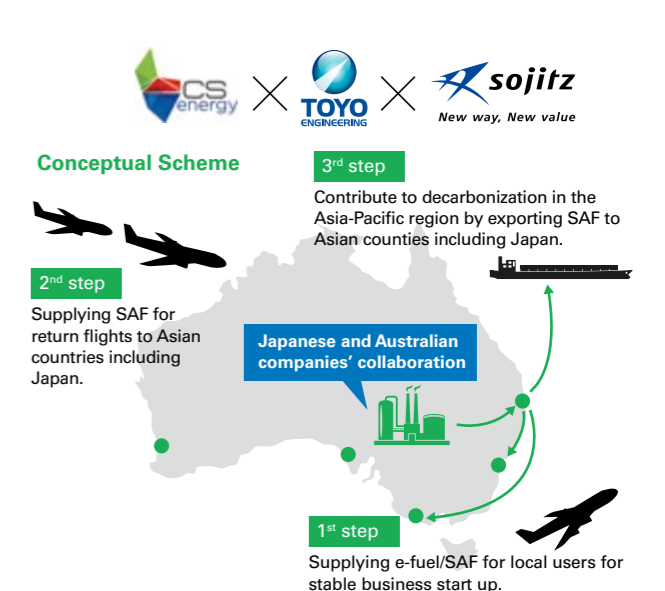 CS
energy
TOYO
ENGINEERING
sojitz
New way, New value
Conceptual Scheme
3rd step
Contribute to decarbonization in the
Asia-Pacific region by exporting SAF to
Asian counties including Japan.
2nd step
Supplying SAF for
return flights to Asian
countries including
Japan.
Japanese and Australian
companies’ collaboration
1st step
Supplying e-fuel/SAF for local users for
stable business start up.